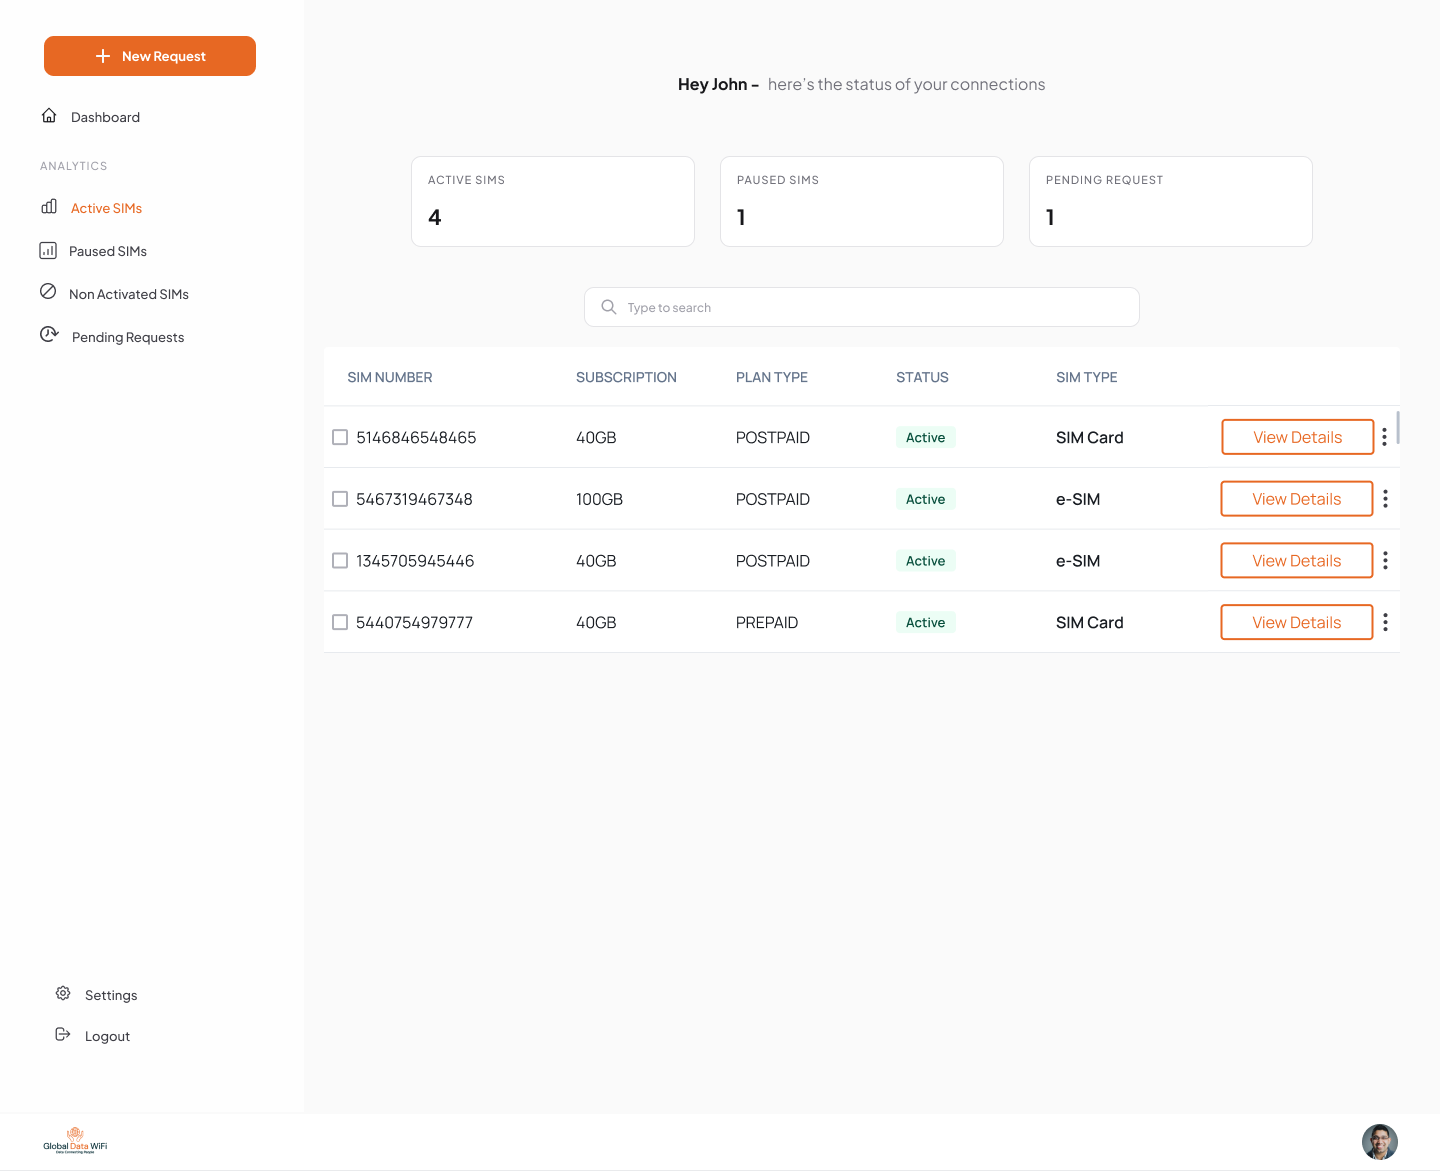 New Request
Dashboard
ANALYTICS
Active SIMs
Paused SIMs
Non Activated SIMs
Pending Requests
Settings
Logout
Hey John - here's the status of your connections
ACTIVE SIMS
4
PAUSED SIMS
1
PENDING REQUEST
1
Type to search
SIM NUMBER SUBSCRIPTION PLAN TYPE STATUS SIM TYPE
5146846548465 40GB POSTPAID Active SIM Card View Details
5467319467348 100GB POSTPAID Active e-SIM View Details
1345705945446 40GB POSTPAID Active e-SIM View Details
5440754979777 40GB PREPAID Active SIM Card View Details
Global Data WiFi
Data Connecting People